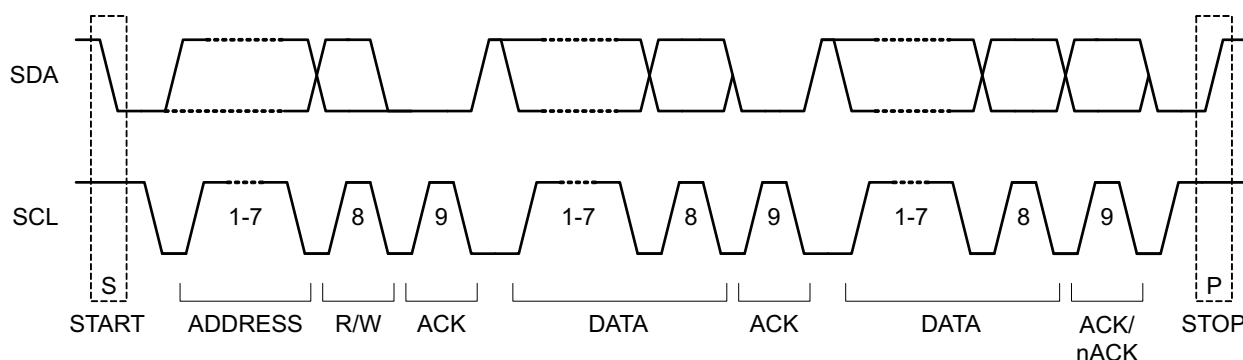 SDA
SCL
1-7 8 9 1-7 8 9 1-7 8 9
S P
START ADDRESS R/W ACK DATA ACK DATA ACK/ STOP
nACK